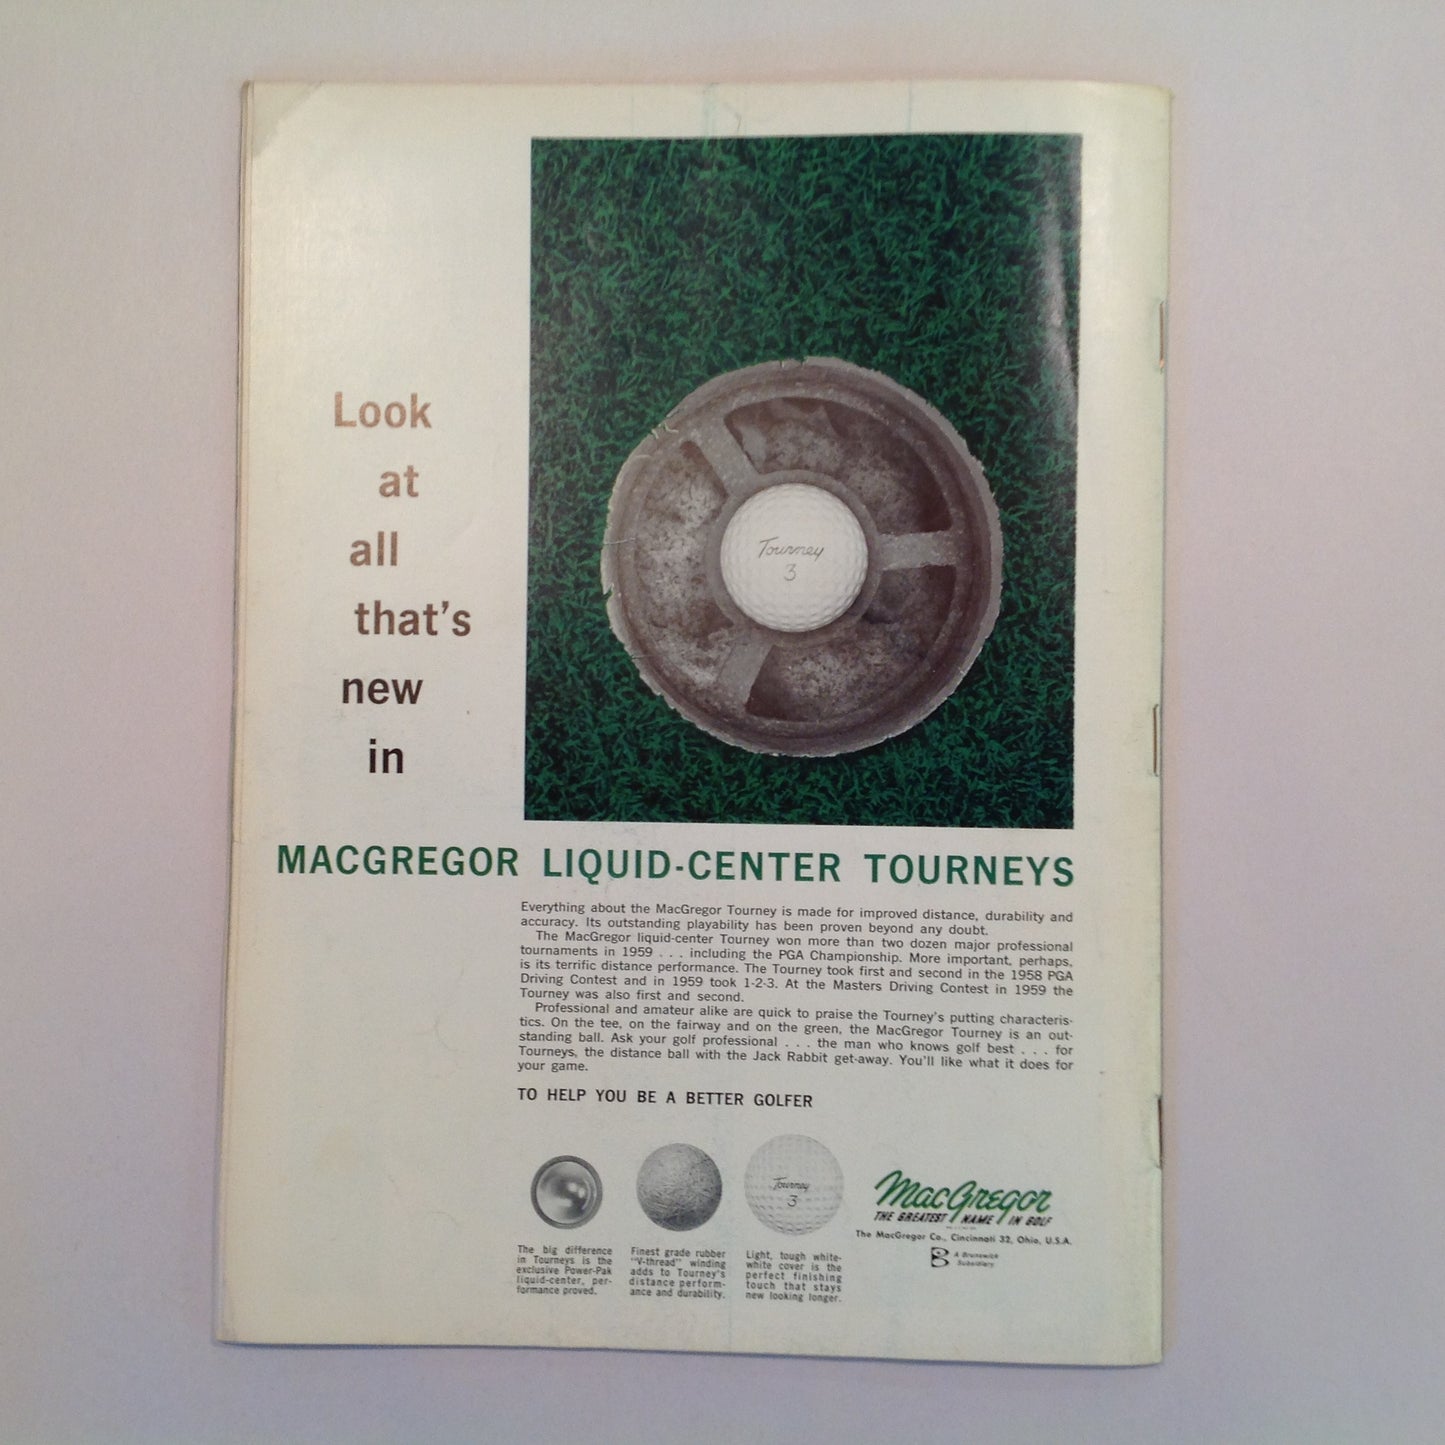 Look
at
all
that's
new
in
Tourney
3
MACGREGOR LIQUID-CENTER TOURNEYS
Everything about the MacGregor Tourney is made for improved distance, durability and
accuracy. Its outstanding playability has been proven beyond any doubt.
The MacGregor liquid-center Tourney won more than two dozen major professional
tournaments in 1959 . . . including the PGA Championship. More important, perhaps,
is its terrific distance performance. The Tourney took first and second in the 1958 PGA
Driving Contest and in 1959 took 1-2-3. At the Masters Driving Contest in 1959 the
Tourney was also first and second.
Professional and amateur alike are quick to praise the Tourney's putting characteris-
tics. On the tee, on the fairway and on the green, the MacGregor Tourney is an out-
standing ball. Ask your golf professional . . . the man who knows golf best . . . for
Tourneys, the distance ball with the Jack Rabbit get-away. You'll like what it does for
your game.
TO HELP YOU BE A BETTER GOLFER
The big difference
in Tourneys is the
exclusive Power-Pak
liquid-center, per-
formance proved.
Finest grade rubber
"V-thread" winding
adds to Tourney's
distance perform-
ance and durability.
Tourney
3
Light, tough white-
white cover is the
perfect finishing
touch that stays
new looking longer.
MacGregor
THE GREATEST NAME IN GOLF
The MacGregor Co., Cincinnati 32, Ohio, U.S.A.
B A Brunswick
Subsidiary